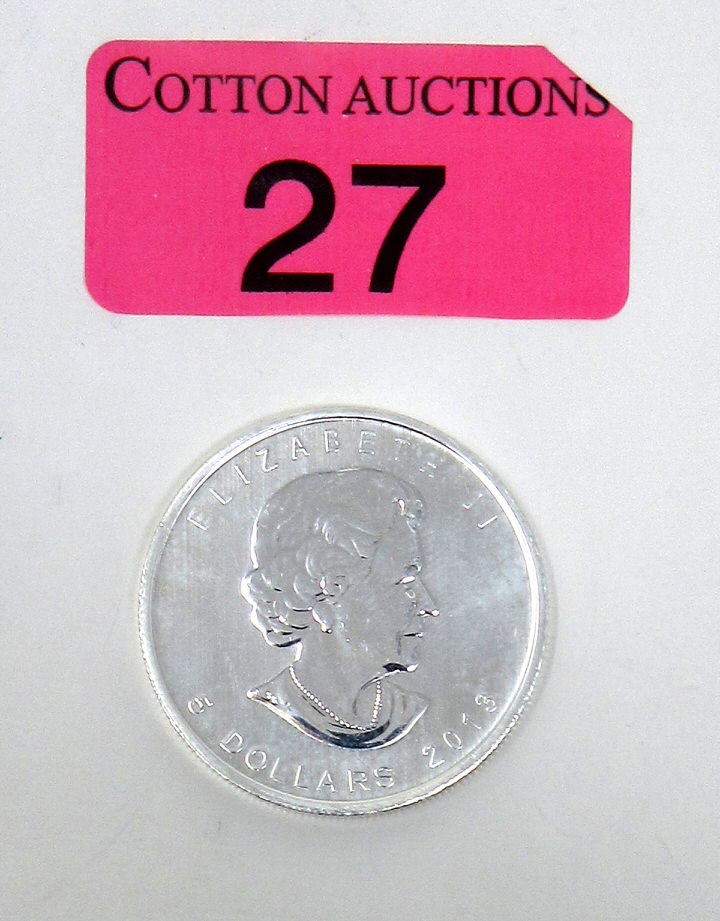 COTTON AUCTIONS
27
ELIZABETH II
5 DOLLARS 2013